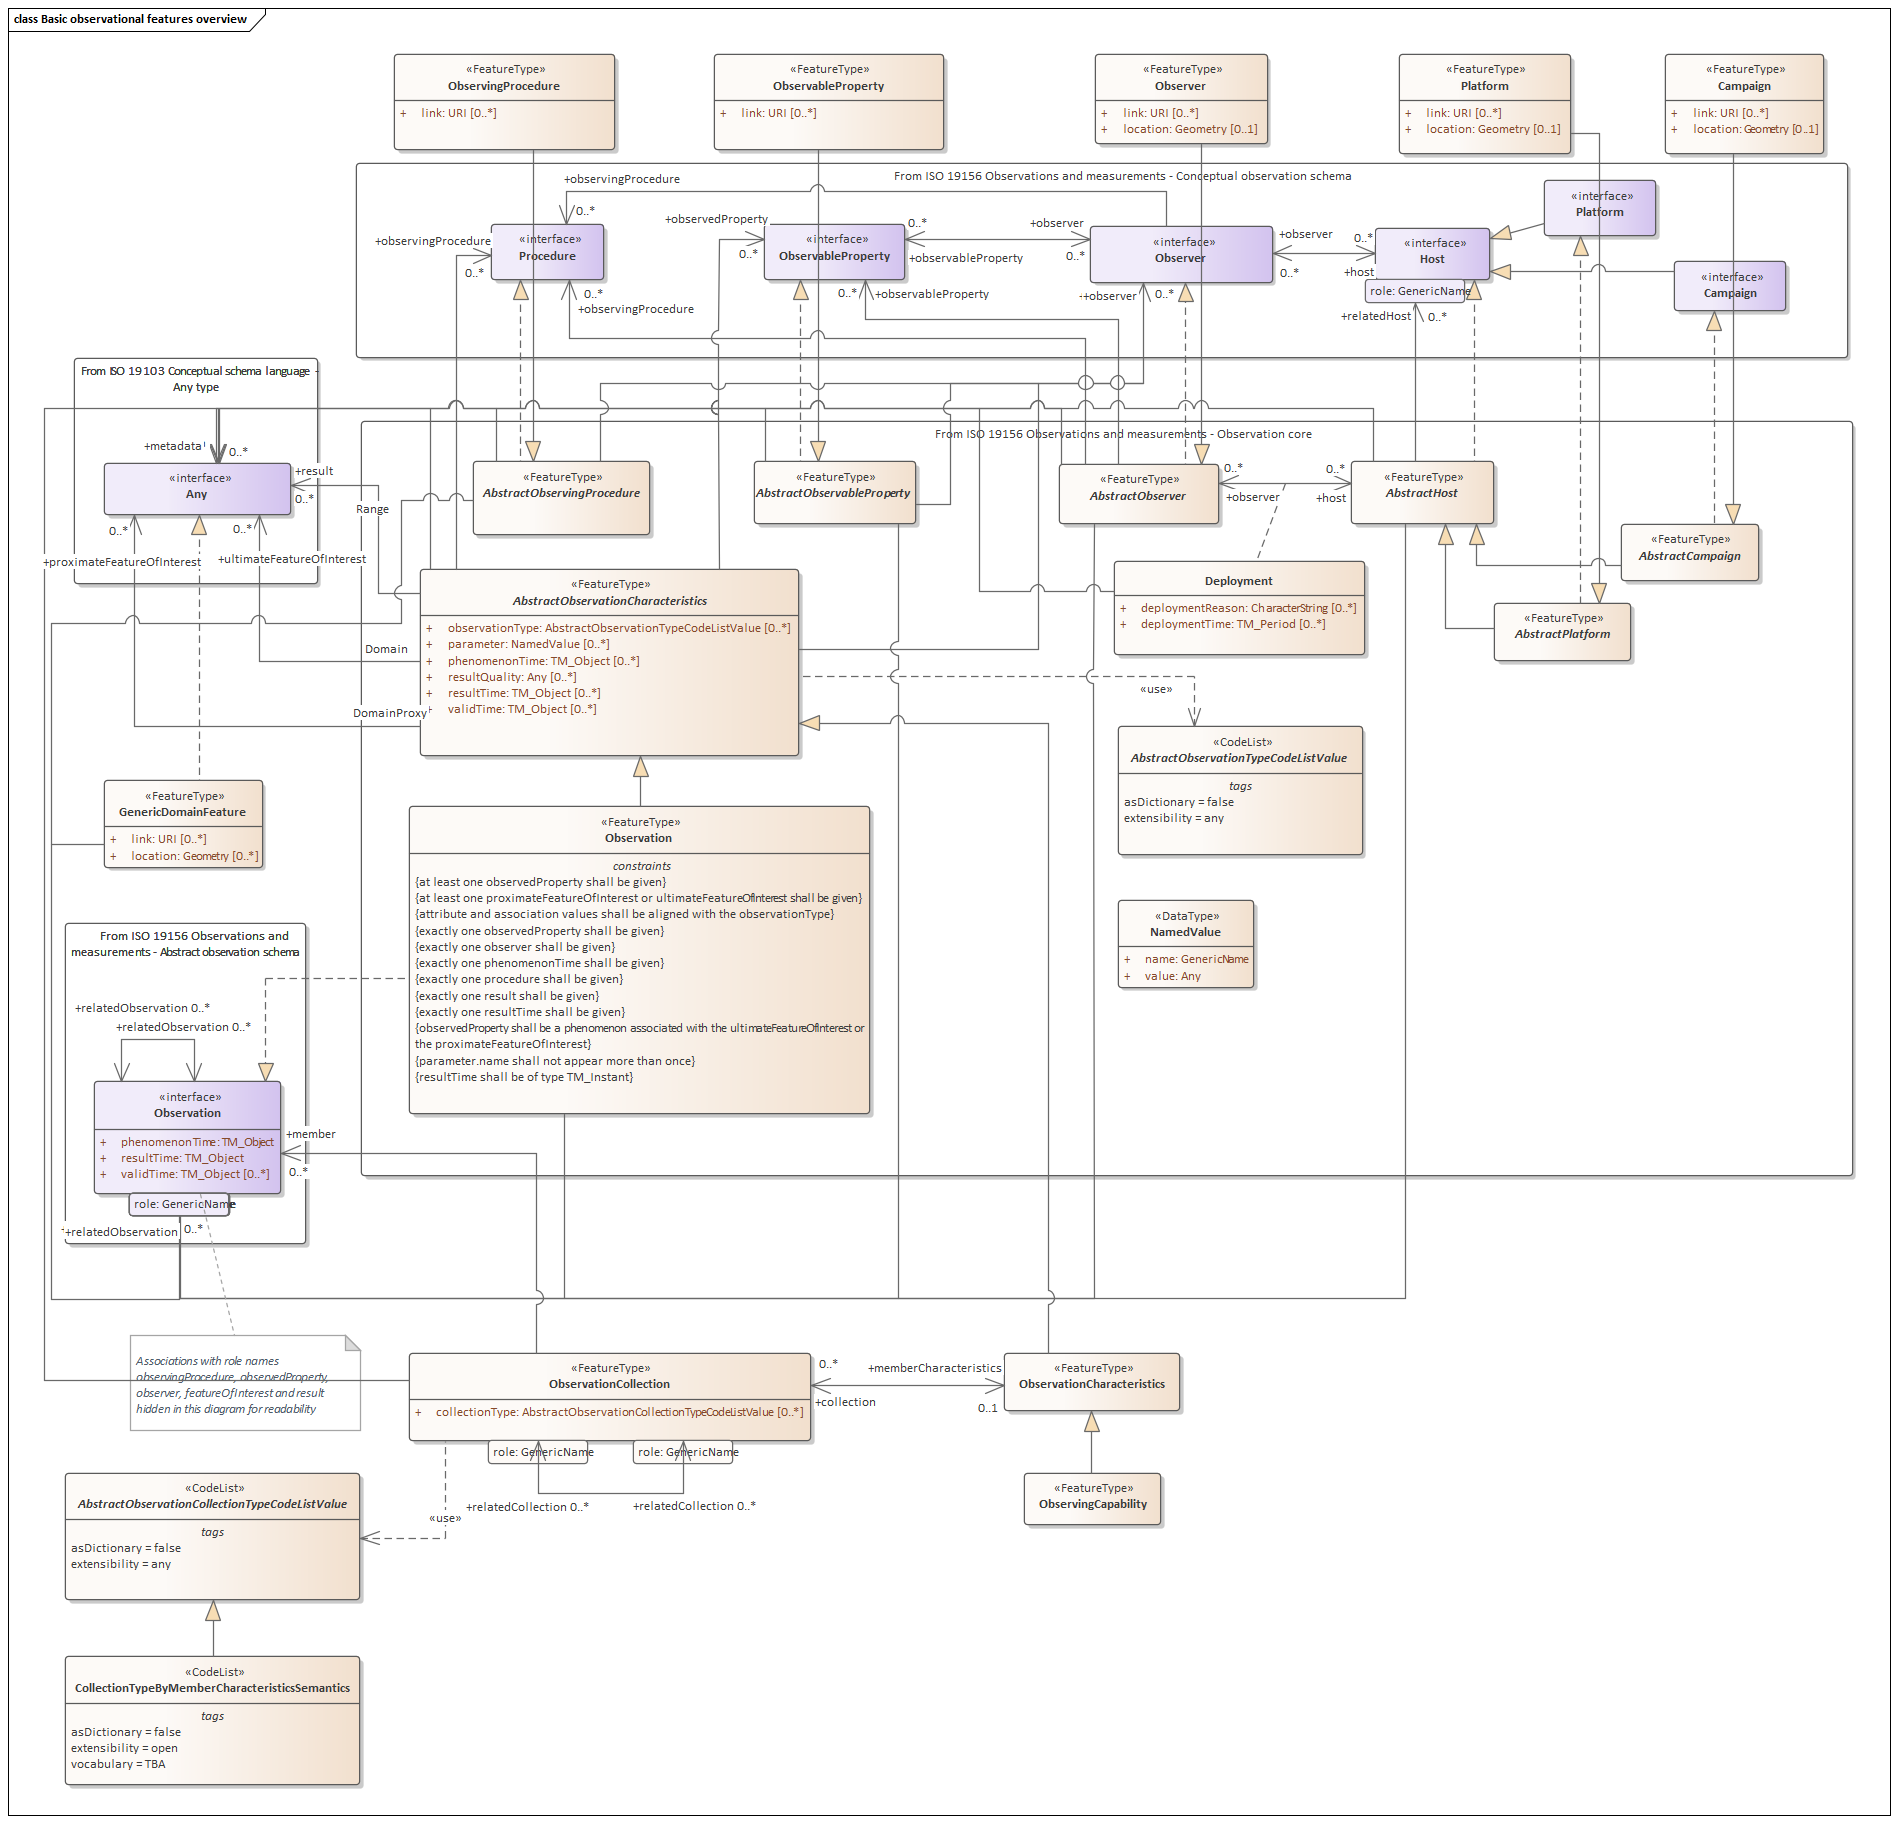 class Basic observational features overview
«FeatureType»
ObservingProcedure
+ link: URI [0..*]
«FeatureType»
ObservableProperty
+ link: URI [0..*]
«FeatureType»
Observer
+ link: URI [0..*]
+ location: Geometry [0..1]
«FeatureType»
Platform
+ link: URI [0..*]
+ location: Geometry [0..1]
«FeatureType»
Campaign
+ link: URI [0..*]
+ location: Geometry [0..1]
From ISO 19156 Observations and measurements - Conceptual observation schema
+observingProcedure
0..*
+observingProcedure
0..*
«interface»
Procedure
0..*
+observingProcedure
+observedProperty
0..*
«interface»
ObservableProperty
0..*
+observableProperty
0..*
+observableProperty
+observer
0..*
«interface»
Observer
+observer
0..*
+observer
0..*
0..*
+host
«interface»
Host
role: GenericName
+relatedHost
0..*
«interface»
Platform
«interface»
Campaign
From ISO 19103 Conceptual schema language -
Any type
+metadata
0..*
«interface»
Any
+result
0..*
Range
0..*
0..*
+proximateFeatureOfInterest
+ultimateFeatureOfInterest
From ISO 19156 Observations and measurements - Observation core
«FeatureType»
AbstractObservingProcedure
«FeatureType»
AbstractObservableProperty
«FeatureType»
AbstractObserver
0..*
+observer
0..*
+host
«FeatureType»
AbstractHost
«FeatureType»
AbstractCampaign
«FeatureType»
AbstractPlatform
Deployment
+ deploymentReason: CharacterString [0..*]
+ deploymentTime: TM_Period [0..*]
«FeatureType»
AbstractObservationCharacteristics
+ observationType: AbstractObservationTypeCodeListValue [0..*]
+ parameter: NamedValue [0..*]
+ phenomenonTime: TM_Object [0..*]
+ resultQuality: Any [0..*]
+ resultTime: TM_Object [0..*]
+ validTime: TM_Object [0..*]
Domain
DomainProxy
«use»
«CodeList»
AbstractObservationTypeCodeListValue
tags
asDictionary = false
extensibility = any
«FeatureType»
GenericDomainFeature
+ link: URI [0..*]
+ location: Geometry [0..*]
«FeatureType»
Observation
constraints
{at least one observedProperty shall be given}
{at least one proximateFeatureOfInterest or ultimateFeatureOfInterest shall be given}
{attribute and association values shall be aligned with the observationType}
{exactly one observedProperty shall be given}
{exactly one observer shall be given}
{exactly one phenomenonTime shall be given}
{exactly one procedure shall be given}
{exactly one result shall be given}
{exactly one resultTime shall be given}
{observedProperty shall be a phenomenon associated with the ultimateFeatureOfInterest or
the proximateFeatureOfInterest}
{parameter.name shall not appear more than once}
{resultTime shall be of type TM_Instant}
«DataType»
NamedValue
+ name: GenericName
+ value: Any
From ISO 19156 Observations and
measurements - Abstract observation schema
+relatedObservation 0..*
+relatedObservation 0..*
«interface»
Observation
+ phenomenonTime: TM_Object
+ resultTime: TM_Object
+ validTime: TM_Object [0..*]
role: GenericName
+member
0..*
+relatedObservation
0..*
Associations with role names
observingProcedure, observedProperty,
observer, featureOfInterest and result
hidden in this diagram for readability
«FeatureType»
ObservationCollection
+ collectionType: AbstractObservationCollectionTypeCodeListValue [0..*]
role: GenericName
role: GenericName
+relatedCollection 0..*
+relatedCollection 0..*
0..*
+collection
+memberCharacteristics
0..1
«FeatureType»
ObservationCharacteristics
«FeatureType»
ObservingCapability
«use»
«CodeList»
AbstractObservationCollectionTypeCodeListValue
tags
asDictionary = false
extensibility = any
«CodeList»
CollectionTypeByMemberCharacteristicsSemantics
tags
asDictionary = false
extensibility = open
vocabulary = TBA